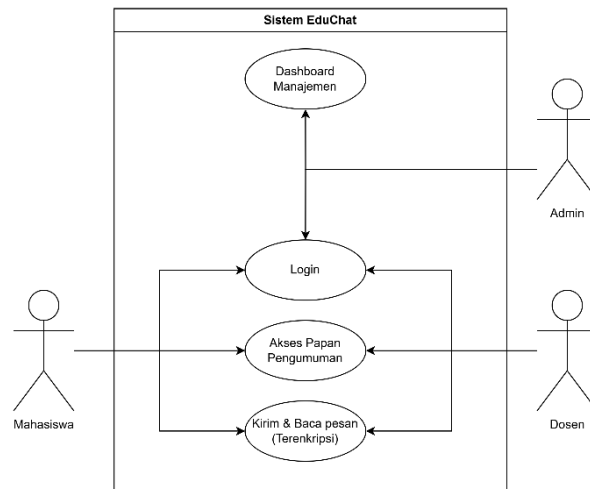 Sistem EduChat
Dashboard
Manajemen
Admin
Login
Akses Papan
Pengumuman
Mahasiswa
Kirim & Baca pesan
(Terenkripsi)
Dosen